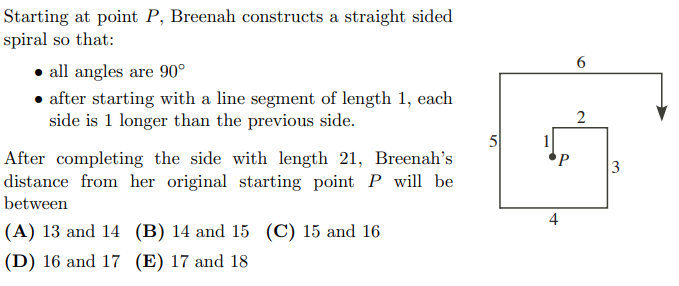 Starting at point P, Breenah constructs a straight sided
spiral so that:
• all angles are 90°
• after starting with a line segment of length 1, each
side is 1 longer than the previous side.
After completing the side with length 21, Breenah's
distance from her original starting point P will be
between
(A) 13 and 14 (B) 14 and 15 (C) 15 and 16
(D) 16 and 17 (E) 17 and 18
6
2
5
1
P
3
4